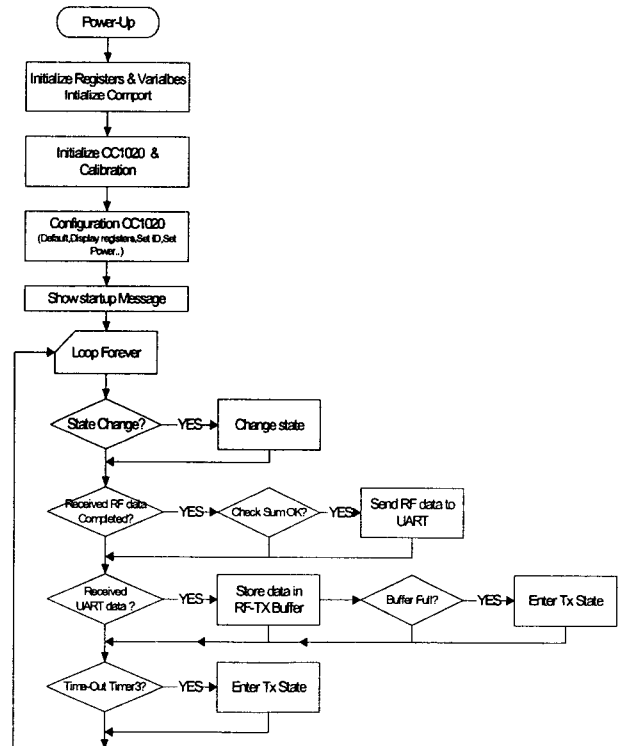 Power-Up
Initialize Registers & Varialbes
Intialize Comport
Initialize CC1020 &
Calibration
Configuration CC1020
(Default,Display registers,Set ID,Set
Power..)
Show startup Message
Loop Forever
State Change?
YES
Change state
Received RF data
Completed?
YES
Check Sum OK?
YES
Send RF data to
UART
Received
UART data ?
YES
Store data in
RF-TX Buffer
Buffer Full?
YES
Enter Tx State
Time-Out Timer3?
YES
Enter Tx State